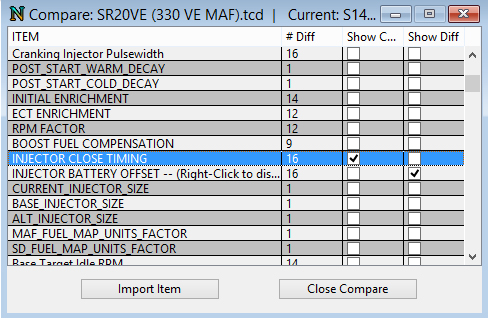 Compare: SR20VE (330 VE MAF).tcd | Current: S14...
ITEM # Diff Show C... Show Diff
Cranking Injector Pulsewidth 16
POST_START_WARM_DECAY 1
POST_START_COLD_DECAY 1
INITIAL ENRICHMENT 14
ECT ENRICHMENT 12
RPM FACTOR 12
BOOST FUEL COMPENSATION 9
INJECTOR CLOSE TIMING 16
INJECTOR BATTERY OFFSET -- (Right-Click to dis... 16
CURRENT_INJECTOR_SIZE 1
BASE_INJECTOR_SIZE 1
ALT_INJECTOR_SIZE 1
MAF_FUEL_MAP_UNITS_FACTOR 1
SD_FUEL_MAP_UNITS_FACTOR 1
Base Target Idle RPM 14
Import Item Close Compare